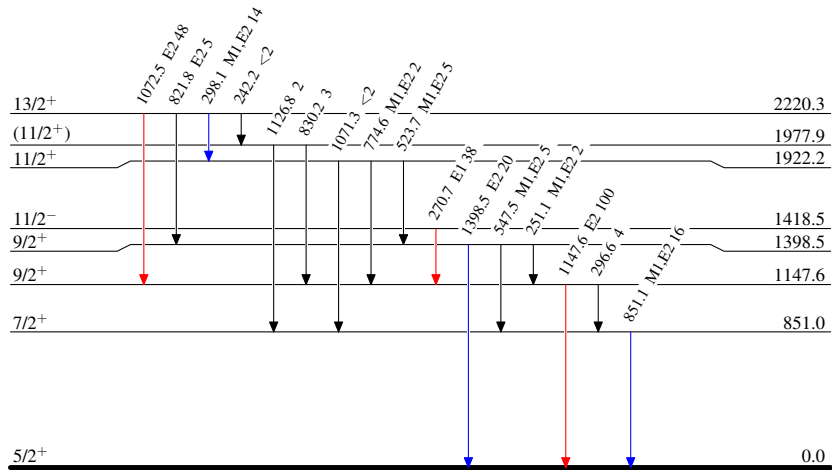 1072.5 E2 48
821.8 E2 5
298.1 M1,E2 14
242.2 <2
1126.8 2
830.2 3
1071.3 <2
774.6 M1,E2 2
523.7 M1,E2 5
270.7 E1 38
1398.5 E2 20
547.5 M1,E2 5
251.1 M1,E2 2
1147.6 E2 100
296.6 4
851.1 M1,E2 16
13/2⁺ 2220.3
(11/2⁺) 1977.9
11/2⁺ 1922.2
11/2⁻ 1418.5
9/2⁺ 1398.5
9/2⁺ 1147.6
7/2⁺ 851.0
5/2⁺ 0.0